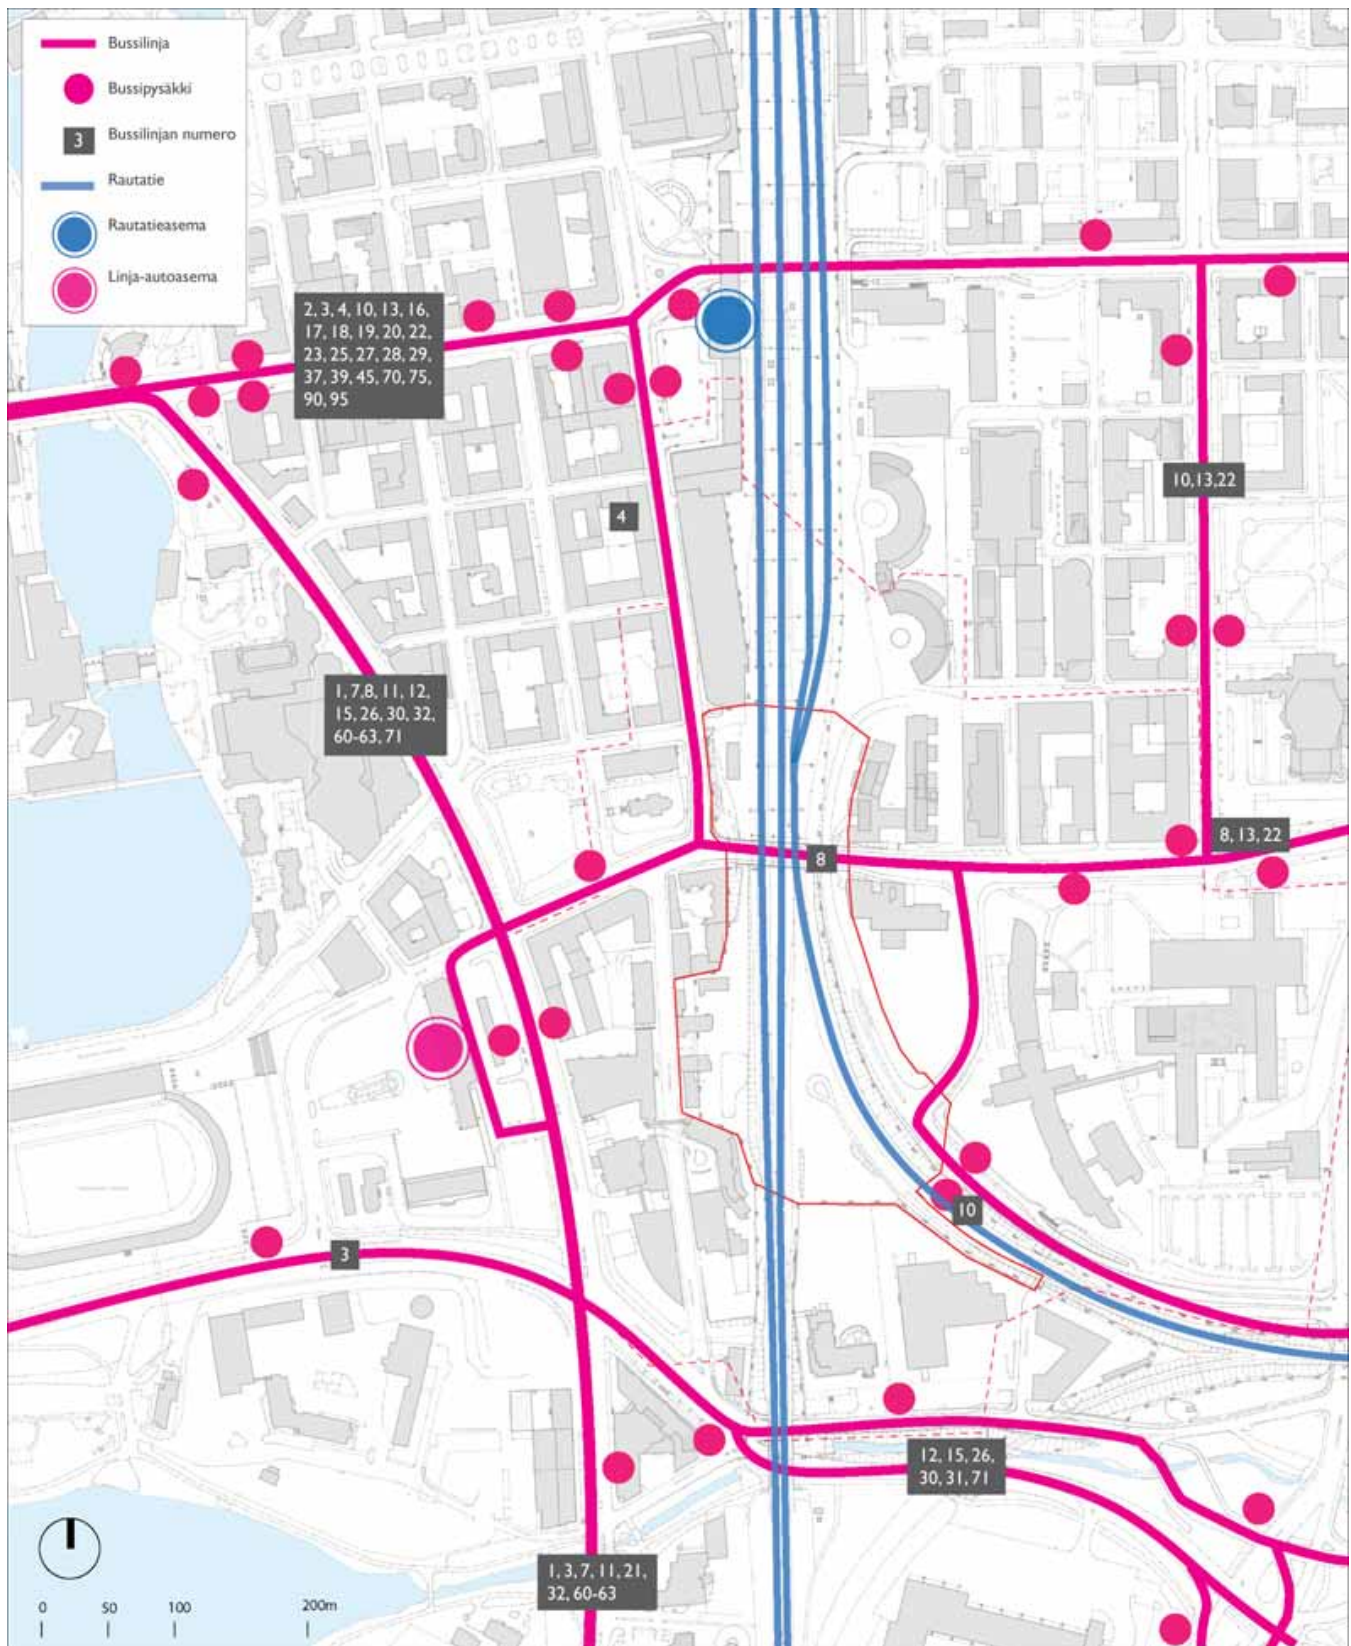 Bussilinja
Bussipysäkki
3
Bussilinjan numero
Rautatie
Rautatieasema
Linja-autoasema
2, 3, 4, 10, 13, 16,
17, 18, 19, 20, 22,
23, 25, 27, 28, 29,
37, 39, 45, 70, 75,
90, 95
10,13,22
4
1, 7,8, 11, 12,
15, 26, 30, 32,
60-63, 71
8, 13, 22
8
10
3
12, 15, 26,
30, 31, 71
1, 3, 7, 11, 21,
32, 60-63
0
50
100
200m